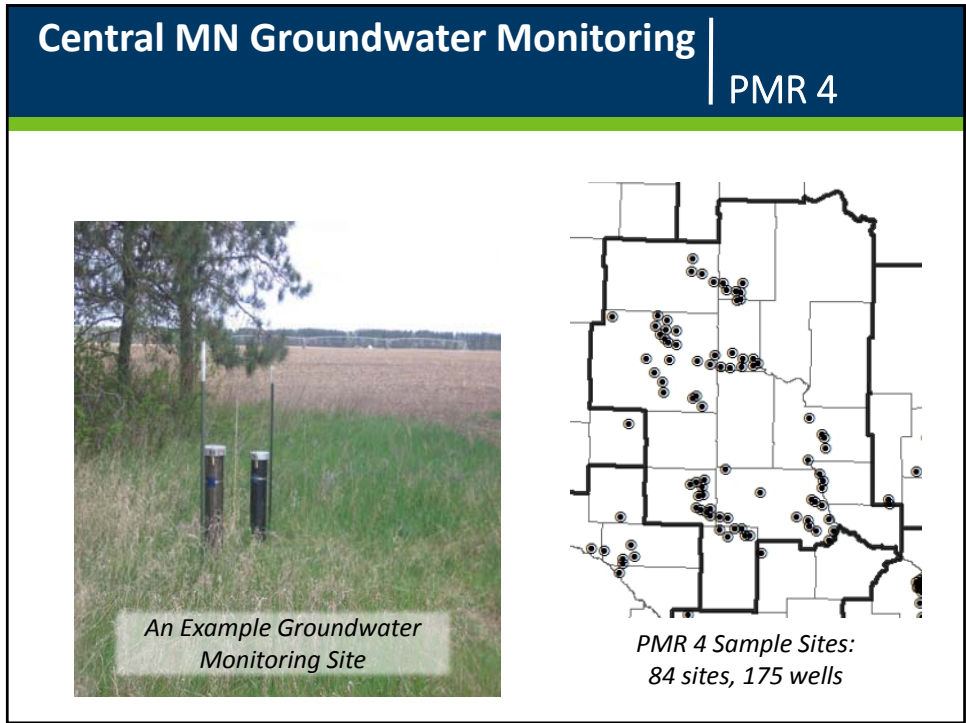 Central MN Groundwater Monitoring
PMR 4
An Example Groundwater
Monitoring Site
PMR 4 Sample Sites:
84 sites, 175 wells